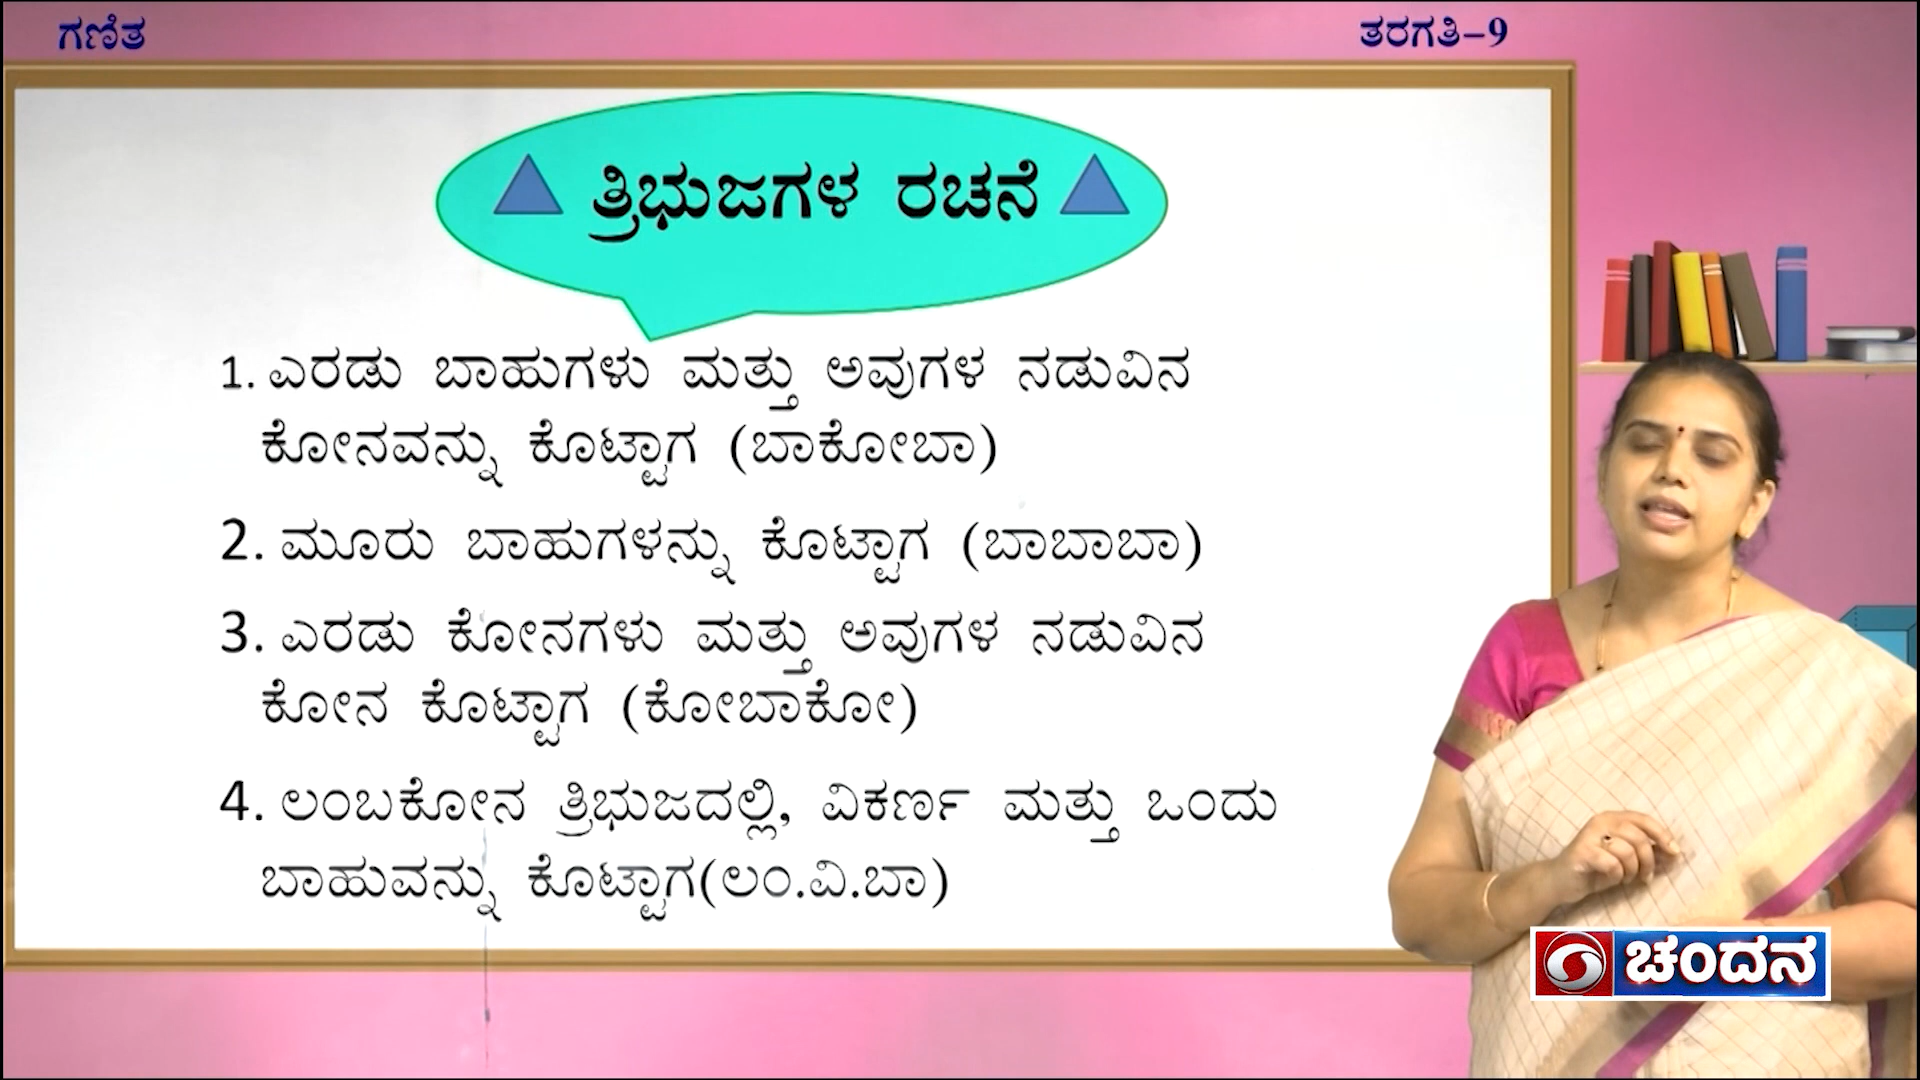 ಗಣಿತ
ತರಗತಿ–9
ತ್ರಿಭುಜಗಳ ರಚನೆ
1. ಎರಡು ಬಾಹುಗಳು ಮತ್ತು ಅವುಗಳ ನಡುವಿನ
ಕೋನವನ್ನು ಕೊಟ್ಟಾಗ (ಬಾಕೋಬಾ)
2. ಮೂರು ಬಾಹುಗಳನ್ನು ಕೊಟ್ಟಾಗ (ಬಾಬಾಬಾ)
3. ಎರಡು ಕೋನಗಳು ಮತ್ತು ಅವುಗಳ ನಡುವಿನ
ಕೋನ ಕೊಟ್ಟಾಗ (ಕೋಬಾಕೋ)
4. ಲಂಬಕೋನ ತ್ರಿಭುಜದಲ್ಲಿ, ವಿಕರ್ಣ ಮತ್ತು ಒಂದು
ಬಾಹುವನ್ನು ಕೊಟ್ಟಾಗ(ಲಂ.ವಿ.ಬಾ)
ಚಂದನ